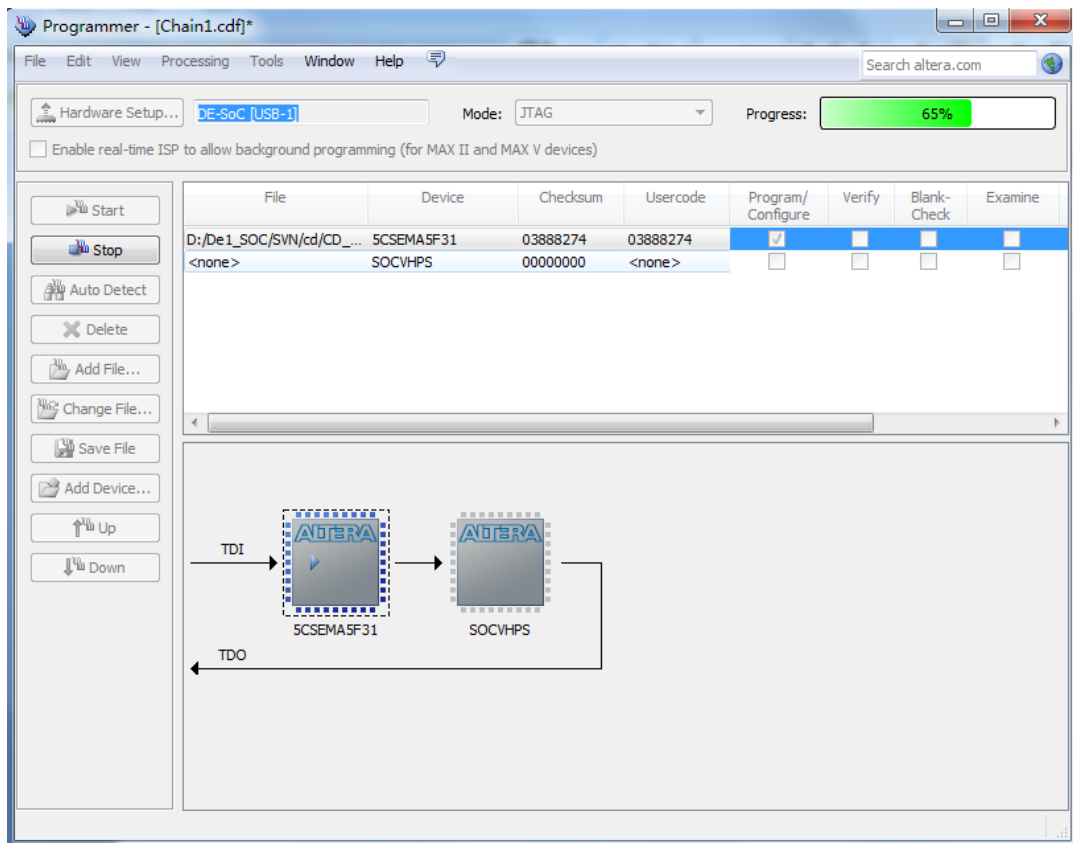 Programmer - [Chain1.cdf]*
File Edit View Processing Tools Window Help
Search altera.com
Hardware Setup... DE-SoC [USB-1] Mode: JTAG Progress: 65%
Enable real-time ISP to allow background programming (for MAX II and MAX V devices)
Start
Stop
Auto Detect
Delete
Add File...
Change File...
Save File
Add Device...
Up
Down
File Device Checksum Usercode Program/ Configure Verify Blank- Check Examine
D:/De1_SOC/SVN/cd/CD_... 5CSEMA5F31 03888274 03888274
<none> SOCVHPS 00000000 <none>
ALTERA ALTERA
TDI
5CSEMA5F31 SOCVHPS
TDO